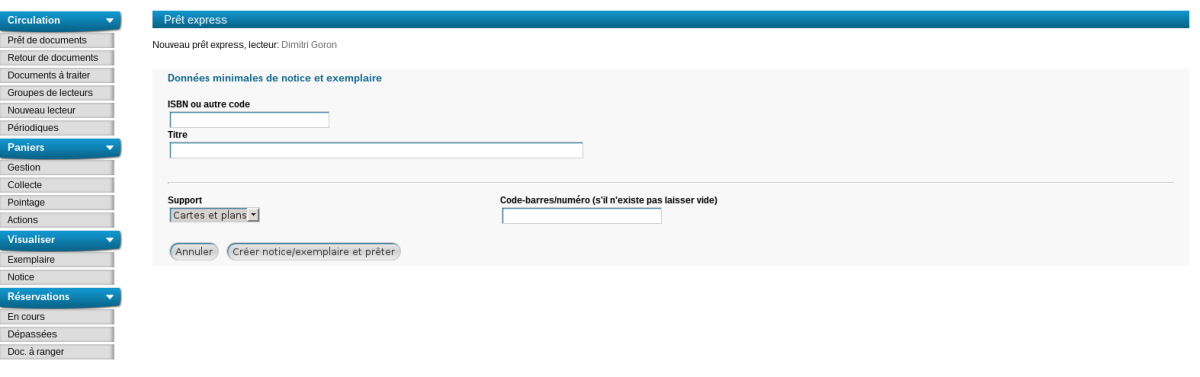 Circulation
Prêt de documents
Retour de documents
Documents à traiter
Groupes de lecteurs
Nouveau lecteur
Périodiques
Paniers
Gestion
Collecte
Pointage
Actions
Visualiser
Exemplaire
Notice
Réservations
En cours
Dépassées
Doc. à ranger
Prêt express
Nouveau prêt express, lecteur: Dimitri Goron
Données minimales de notice et exemplaire
ISBN ou autre code
Titre
Support
Cartes et plans
Code-barres/numéro (s'il n'existe pas laisser vide)
Annuler
Créer notice/exemplaire et prêter